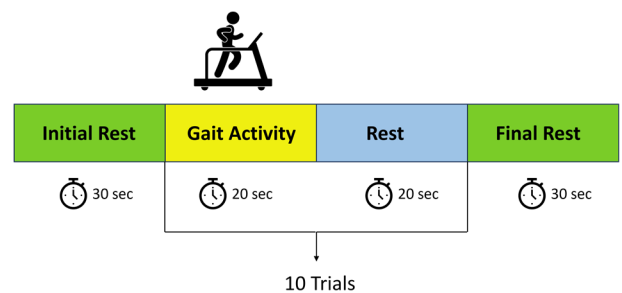 Initial Rest Gait Activity Rest Final Rest
30 sec 20 sec 20 sec 30 sec
10 Trials